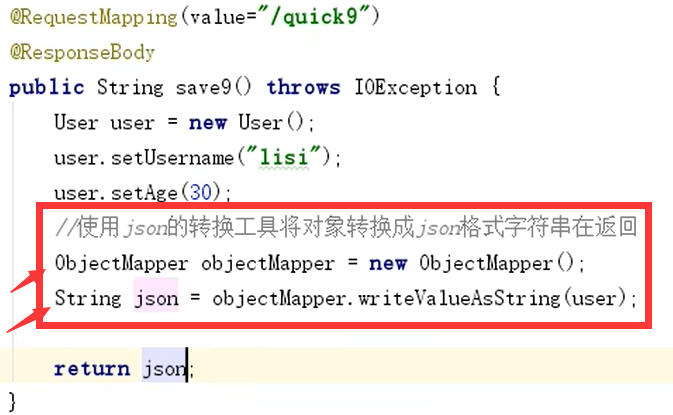 @RequestMapping(value="/quick9")
@ResponseBody
public String save9() throws IOException {
User user = new User();
user.setUsername("lisi");
user.setAge(30);
//使用json的转换工具将对象转换成json格式字符串在返回
ObjectMapper objectMapper = new ObjectMapper();
String json = objectMapper.writeValueAsString(user);
return json;
}